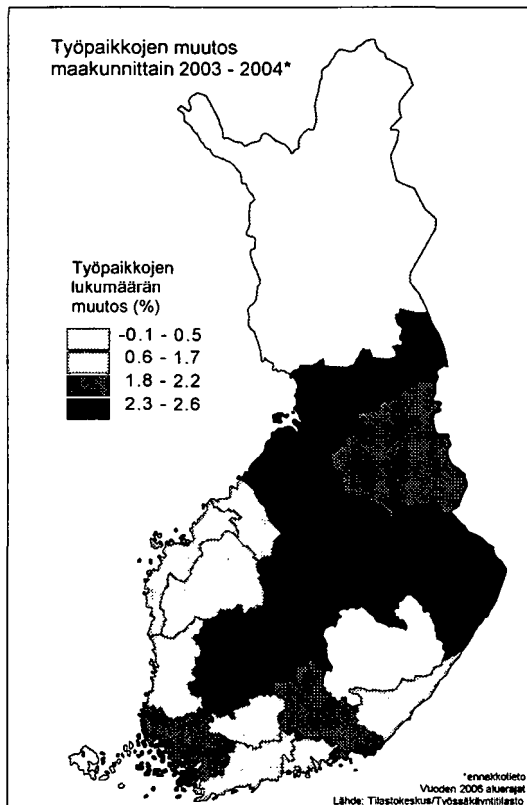 Työpaikkojen muutos
maakunnittain 2003 - 2004*
Työpaikkojen
lukumäärän
muutos (%)
-0.1 - 0.5
0.6 - 1.7
1.8 - 2.2
2.3 - 2.6
*ennakkotieto
Vuoden 2006 aluerajat
Lähde: Tilastokeskus/Työssäkäyntitilasto